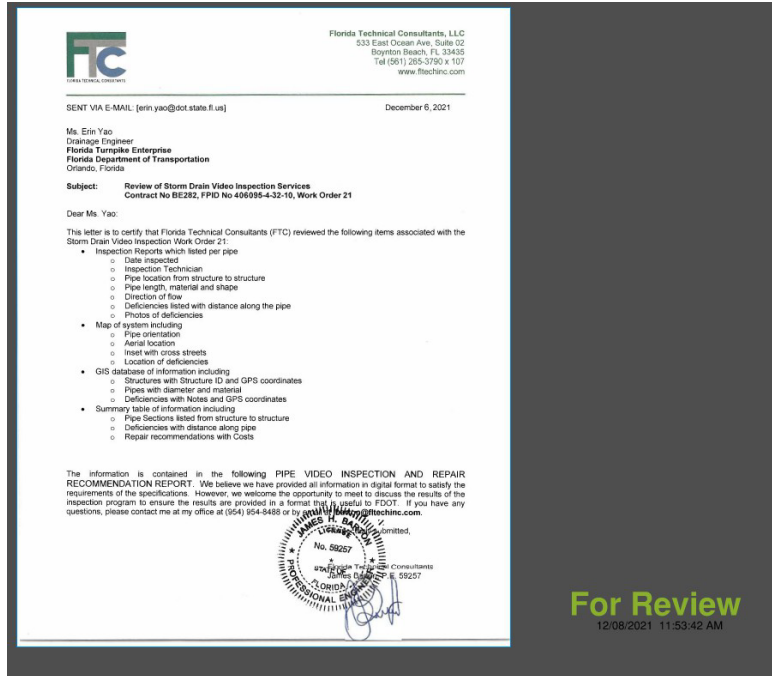 FTC
FLORIDA TECHNICAL CONSULTANTS
Florida Technical Consultants, LLC
533 East Ocean Ave, Suite 02
Boynton Beach, FL 33435
Tel (561) 265-3790 x 107
www.fltechinc.com
SENT VIA E-MAIL: [erin.yao@dot.state.fl.us]
December 6, 2021
Ms. Erin Yao
Drainage Engineer
Florida Turnpike Enterprise
Florida Department of Transportation
Orlando, Florida
Subject: Review of Storm Drain Video Inspection Services
Contract No BE282, FPID No 406095-4-32-10, Work Order 21
Dear Ms. Yao:
This letter is to certify that Florida Technical Consultants (FTC) reviewed the following items associated with the
Storm Drain Video Inspection Work Order 21:
• Inspection Reports which listed per pipe
o Date inspected
o Inspection Technician
o Pipe location from structure to structure
o Pipe length, material and shape
o Direction of flow
o Deficiencies listed with distance along the pipe
o Photos of deficiencies
• Map of system including
o Pipe orientation
o Aerial location
o Inset with cross streets
o Location of deficiencies
• GIS database of information including
o Structures with Structure ID and GPS coordinates
o Pipes with diameter and material
o Deficiencies with Notes and GPS coordinates
• Summary table of information including
o Pipe Sections listed from structure to structure
o Deficiencies with distance along pipe
o Repair recommendations with Costs
The information is contained in the following PIPE VIDEO INSPECTION AND REPAIR
RECOMMENDATION REPORT. We believe we have provided all information in digital format to satisfy the
requirements of the specifications. However, we welcome the opportunity to meet to discuss the results of the
inspection program to ensure the results are provided in a format that is useful to FDOT. If you have any
questions, please contact me at my office at (954) 954-8488 or by email at barton@fltechinc.com.
submitted,
JAMES H. BARTON
LICENSE
No. 59257
STATE OF
FLORIDA
PROFESSIONAL ENGINEER
Florida Technical Consultants
James Barton, P.E. 59257
For Review
12/08/2021 11:53:42 AM